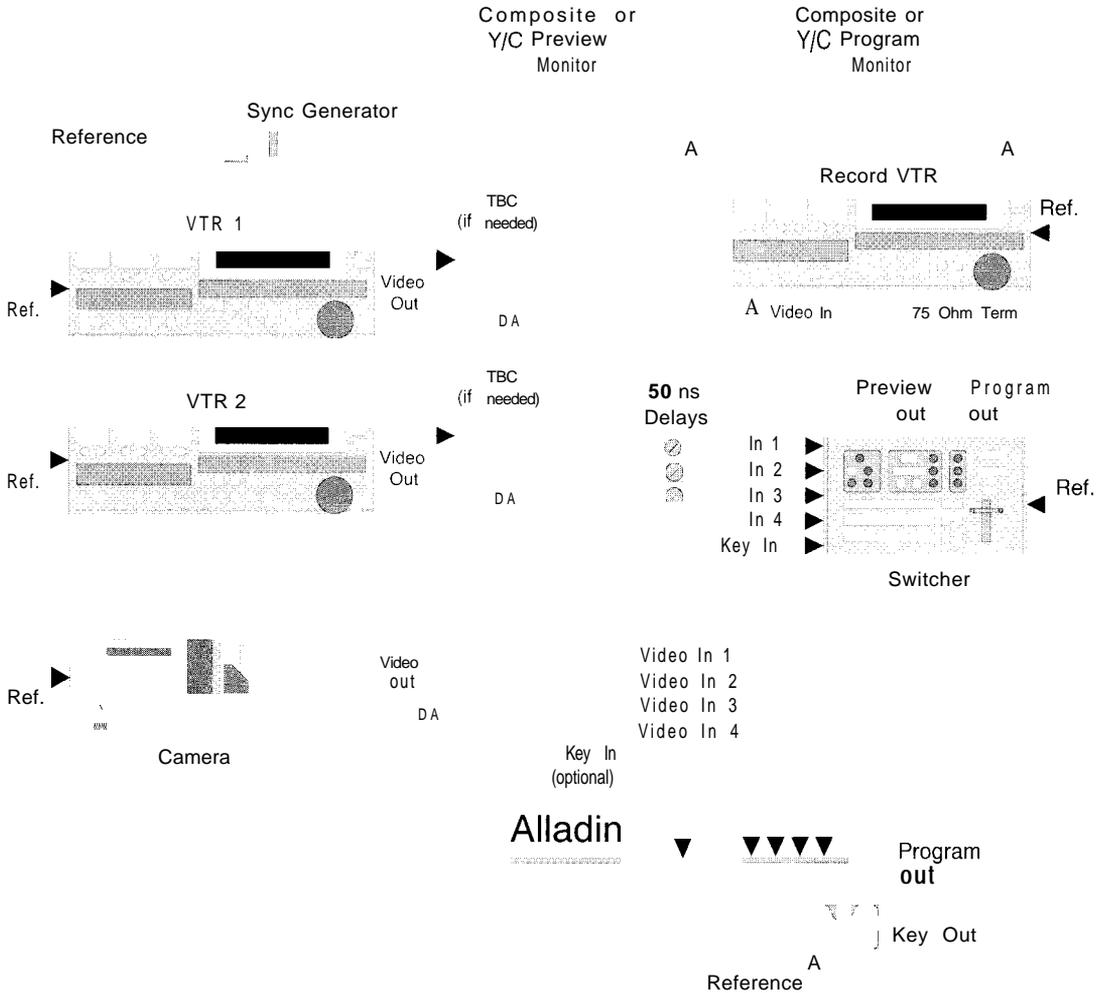 Composite or
Y/C Preview
Monitor
Composite or
Y/C Program
Monitor
Sync Generator
Reference
A
A
Record VTR
Ref.
TBC
(if needed)
VTR 1
Video
Out
Ref.
DA
A Video In
75 Ohm Term
TBC
(if needed)
VTR 2
Video
Out
Ref.
DA
50 ns
Delays
Preview
out
Program
out
In 1
In 2
In 3
In 4
Key In
Ref.
Switcher
Ref.
Video
out
DA
Camera
Video In 1
Video In 2
Video In 3
Video In 4
Key In
(optional)
Alladin
Program
out
Key Out
A
Reference